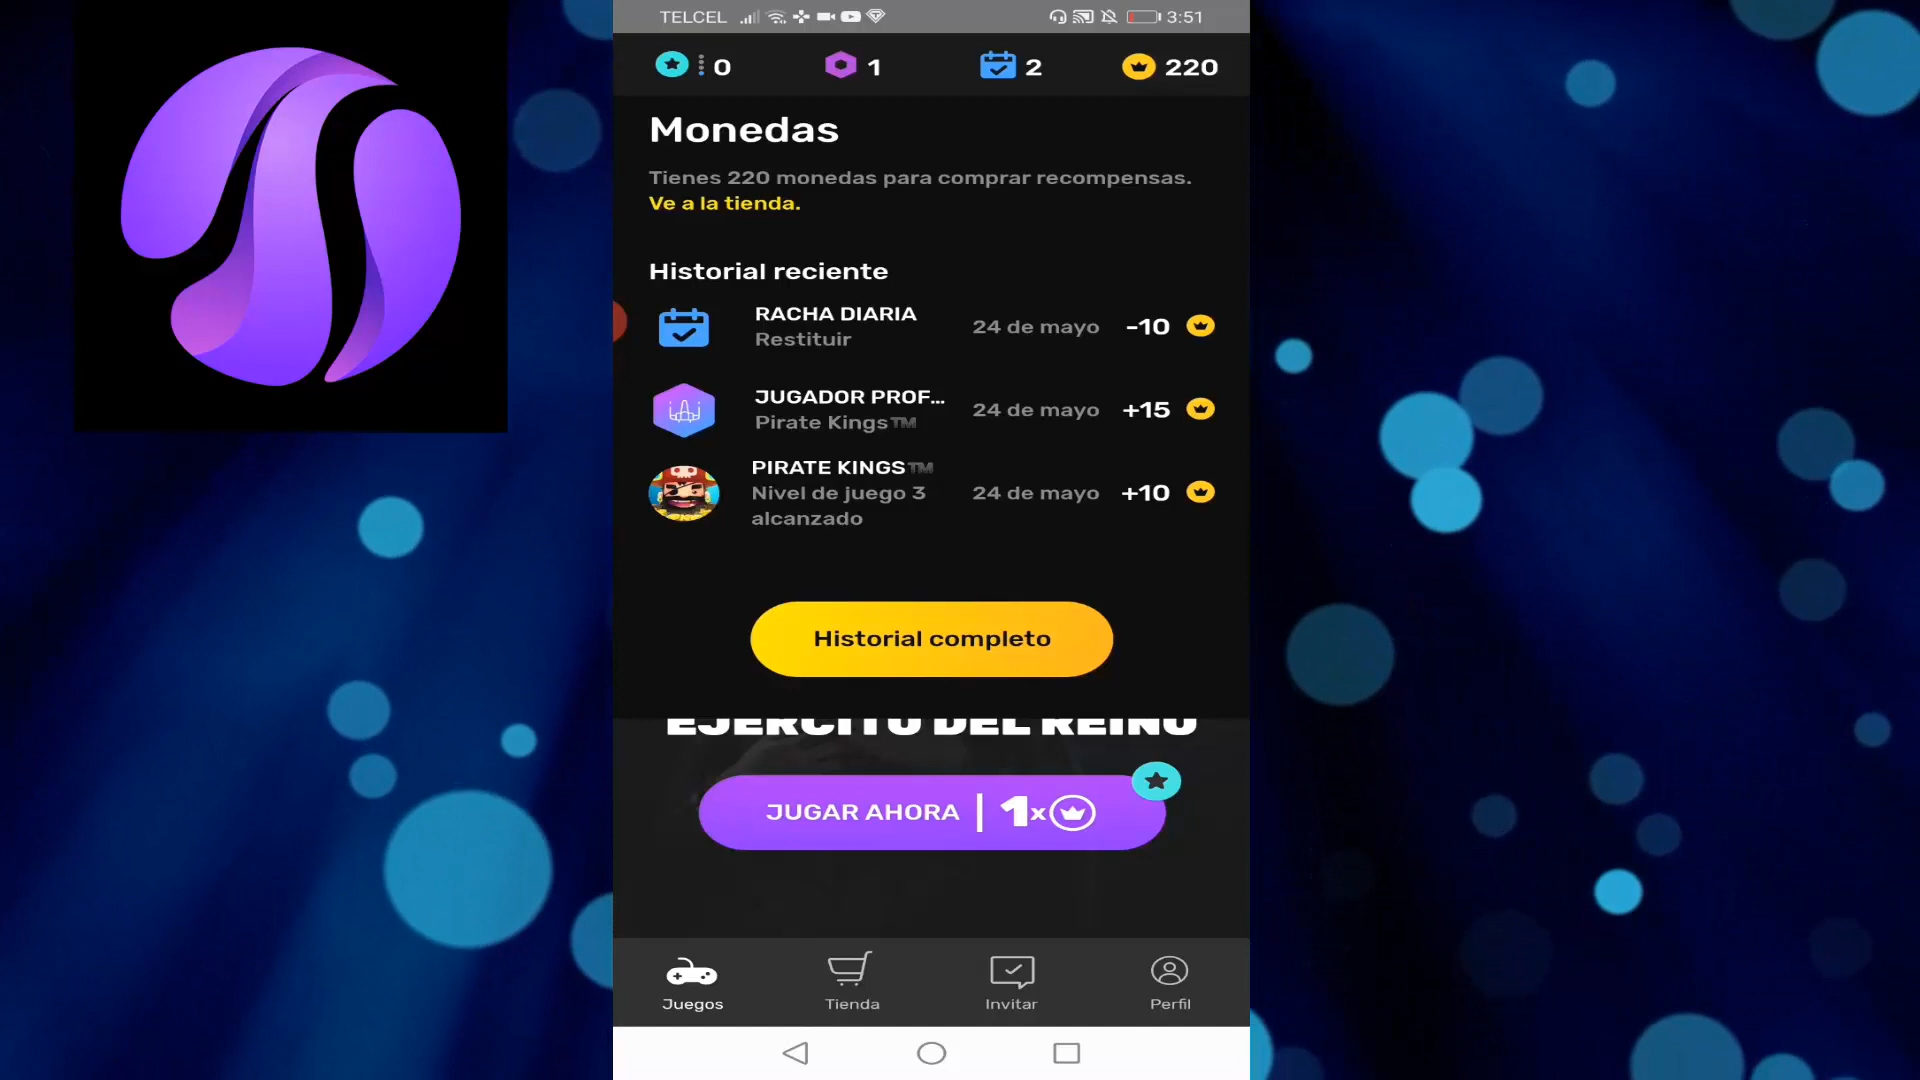 TELCEL 3:51
0 1 2 220
Monedas
Tienes 220 monedas para comprar recompensas.
Ve a la tienda.
Historial reciente
RACHA DIARIA
Restituir
24 de mayo -10
JUGADOR PROF...
Pirate Kings™
24 de mayo +15
PIRATE KINGS™
Nivel de juego 3
alcanzado
24 de mayo +10
Historial completo
EJERCITO DEL REINO
JUGAR AHORA | 1x
Juegos Tienda Invitar Perfil